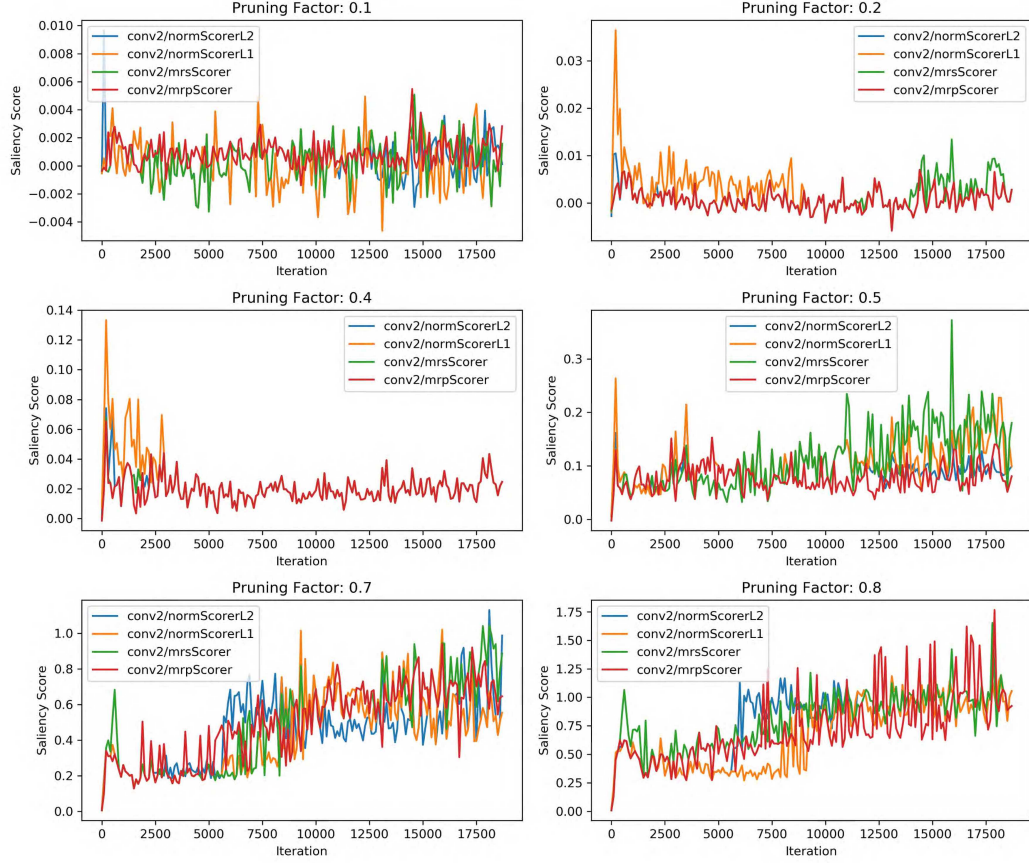 Pruning Factor: 0.1
0.010
0.008
0.006
0.004
0.002
0.000
−0.002
−0.004
Saliency Score
conv2/normScorerL2
conv2/normScorerL1
conv2/mrsScorer
conv2/mrpScorer
0 2500 5000 7500 10000 12500 15000 17500
Iteration
Pruning Factor: 0.2
0.03
0.02
0.01
0.00
Saliency Score
conv2/normScorerL2
conv2/normScorerL1
conv2/mrsScorer
conv2/mrpScorer
0 2500 5000 7500 10000 12500 15000 17500
Iteration
Pruning Factor: 0.4
0.14
0.12
0.10
0.08
0.06
0.04
0.02
0.00
Saliency Score
conv2/normScorerL2
conv2/normScorerL1
conv2/mrsScorer
conv2/mrpScorer
0 2500 5000 7500 10000 12500 15000 17500
Iteration
Pruning Factor: 0.5
0.3
0.2
0.1
0.0
Saliency Score
conv2/normScorerL2
conv2/normScorerL1
conv2/mrsScorer
conv2/mrpScorer
0 2500 5000 7500 10000 12500 15000 17500
Iteration
Pruning Factor: 0.7
1.0
0.8
0.6
0.4
0.2
0.0
Saliency Score
conv2/normScorerL2
conv2/normScorerL1
conv2/mrsScorer
conv2/mrpScorer
0 2500 5000 7500 10000 12500 15000 17500
Iteration
Pruning Factor: 0.8
1.75
1.50
1.25
1.00
0.75
0.50
0.25
0.00
Saliency Score
conv2/normScorerL2
conv2/normScorerL1
conv2/mrsScorer
conv2/mrpScorer
0 2500 5000 7500 10000 12500 15000 17500
Iteration